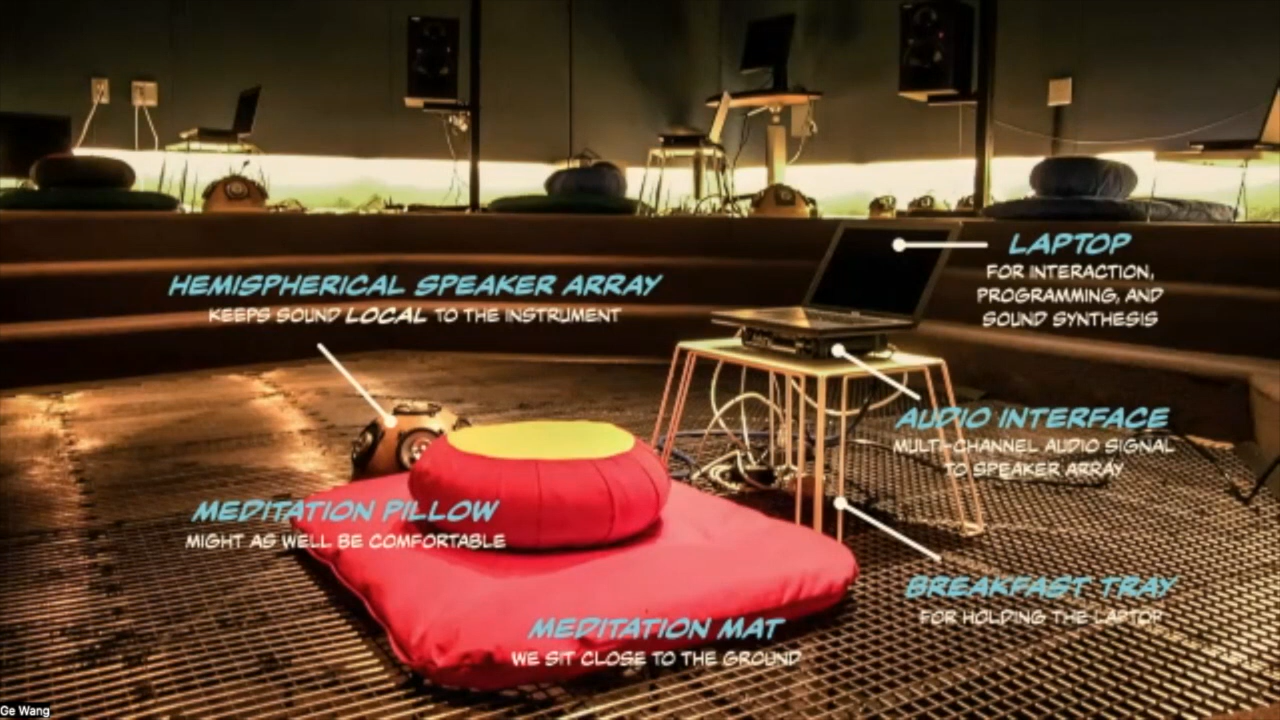 LAPTOP
FOR INTERACTION,
PROGRAMMING, AND
SOUND SYNTHESIS
HEMISPHERICAL SPEAKER ARRAY
KEEPS SOUND LOCAL TO THE INSTRUMENT
AUDIO INTERFACE
MULTI-CHANNEL AUDIO SIGNAL
TO SPEAKER ARRAY
MEDITATION PILLOW
MIGHT AS WELL BE COMFORTABLE
BREAKFAST TRAY
FOR HOLDING THE LAPTOP
MEDITATION MAT
WE SIT CLOSE TO THE GROUND
Ge Wang